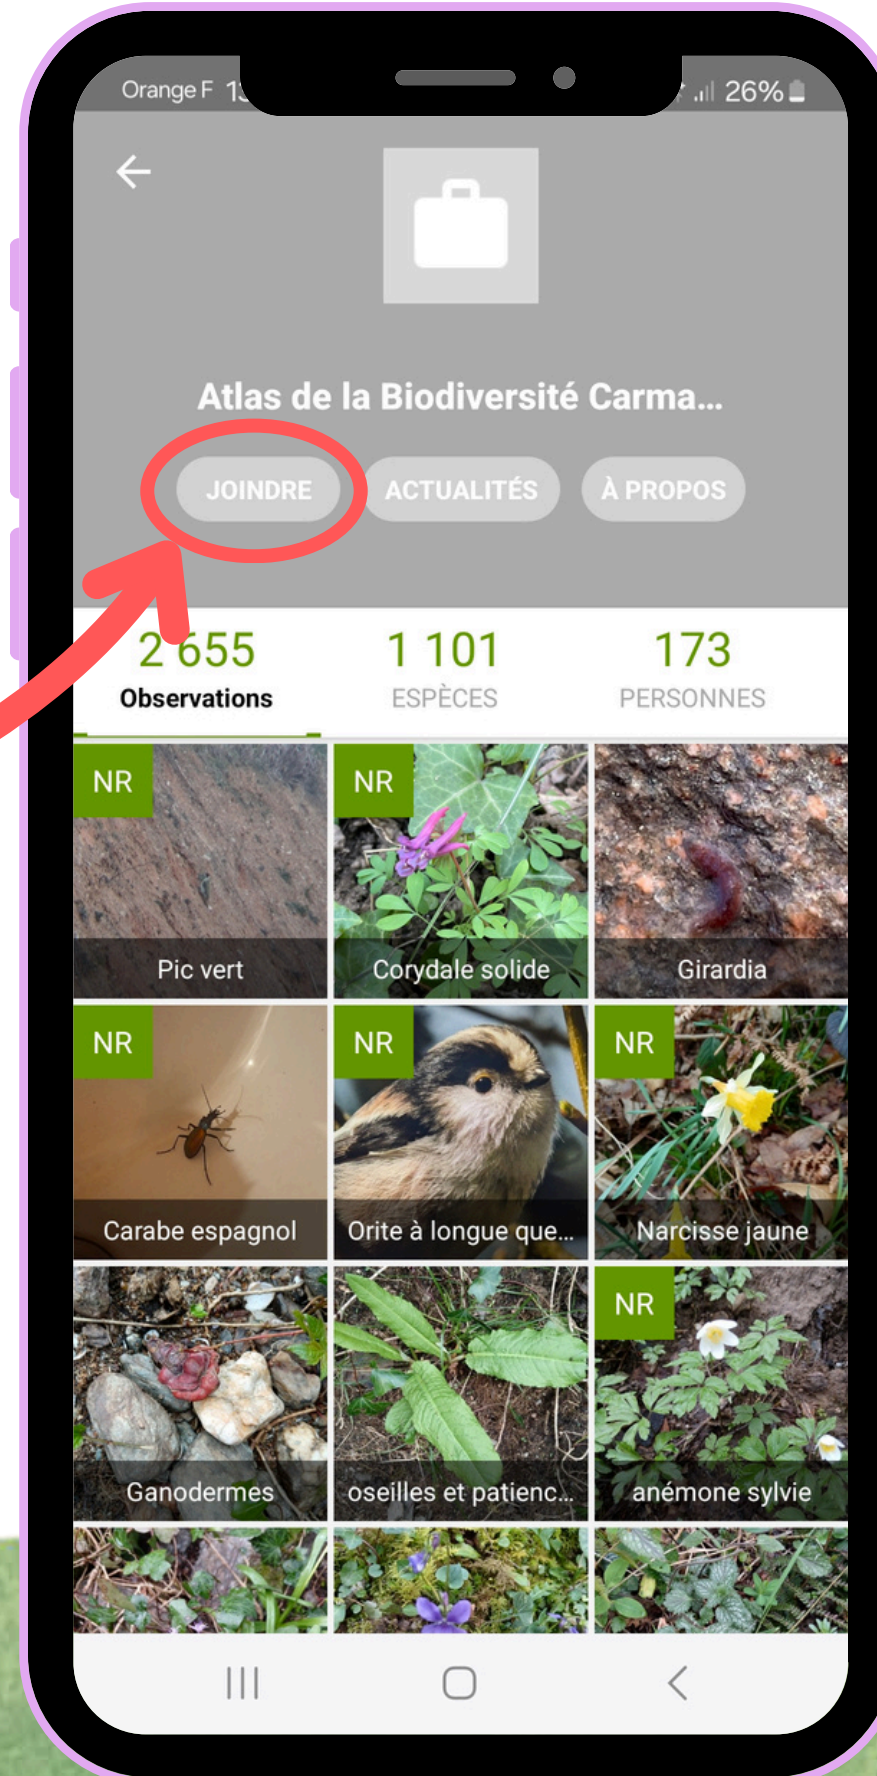 Orange F
26%
Atlas de la Biodiversité Carma...
JOINDRE ACTUALITÉS À PROPOS
2 655 1 101 173
Observations ESPÈCES PERSONNES
NR NR
Pic vert Corydale solide Girardia
NR NR NR
Carabe espagnol Orite à longue que... Narcisse jaune
NR
Ganodermes oseilles et patienc... anémone sylvie